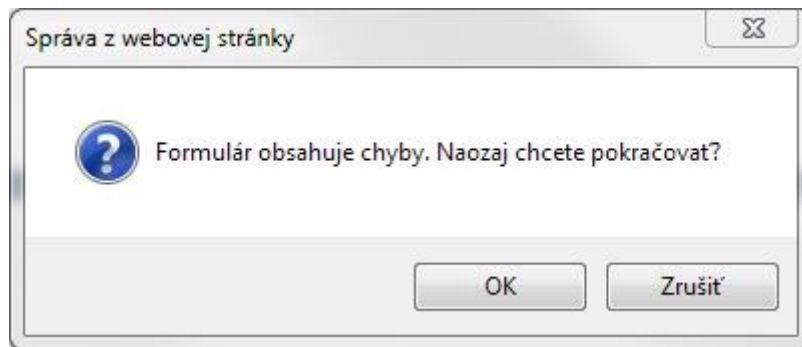 Správa z webovej stránky
Formulár obsahuje chyby. Naozaj chcete pokračovať?
OK
Zrušiť